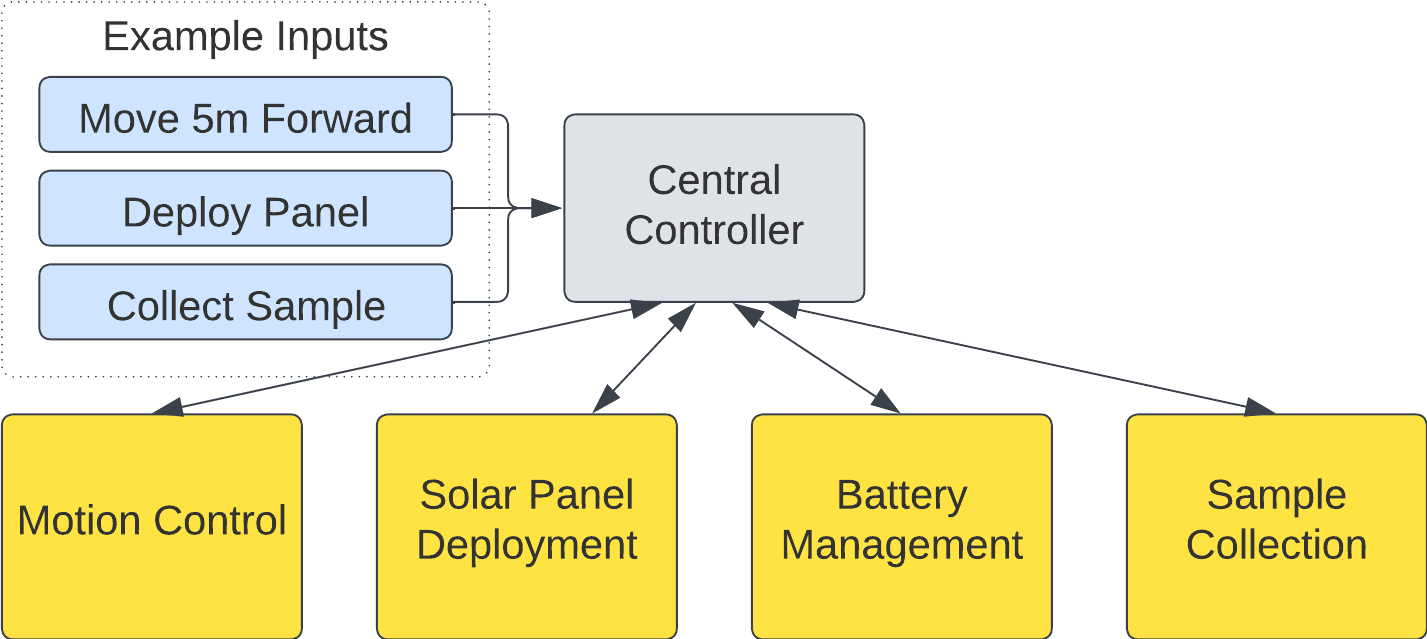 Example Inputs
Move 5m Forward
Deploy Panel
Collect Sample
Central
Controller
Motion Control
Solar Panel
Deployment
Battery
Management
Sample
Collection